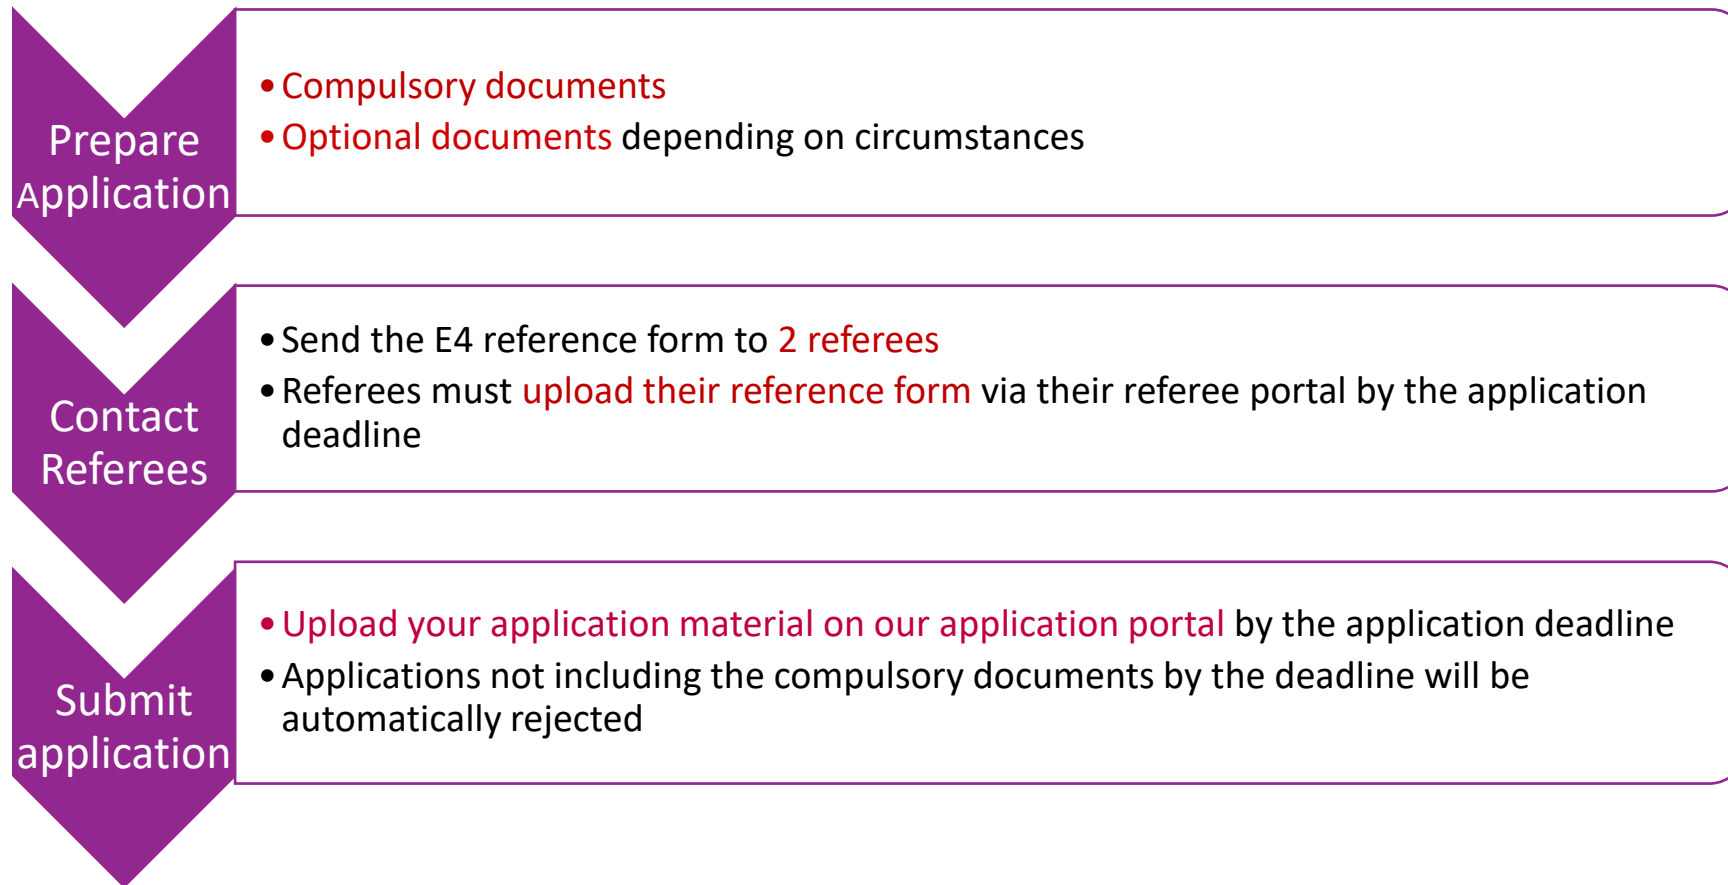 Prepare
Application
• Compulsory documents
• Optional documents depending on circumstances
Contact
Referees
• Send the E4 reference form to 2 referees
• Referees must upload their reference form via their referee portal by the application
deadline
Submit
application
• Upload your application material on our application portal by the application deadline
• Applications not including the compulsory documents by the deadline will be
automatically rejected